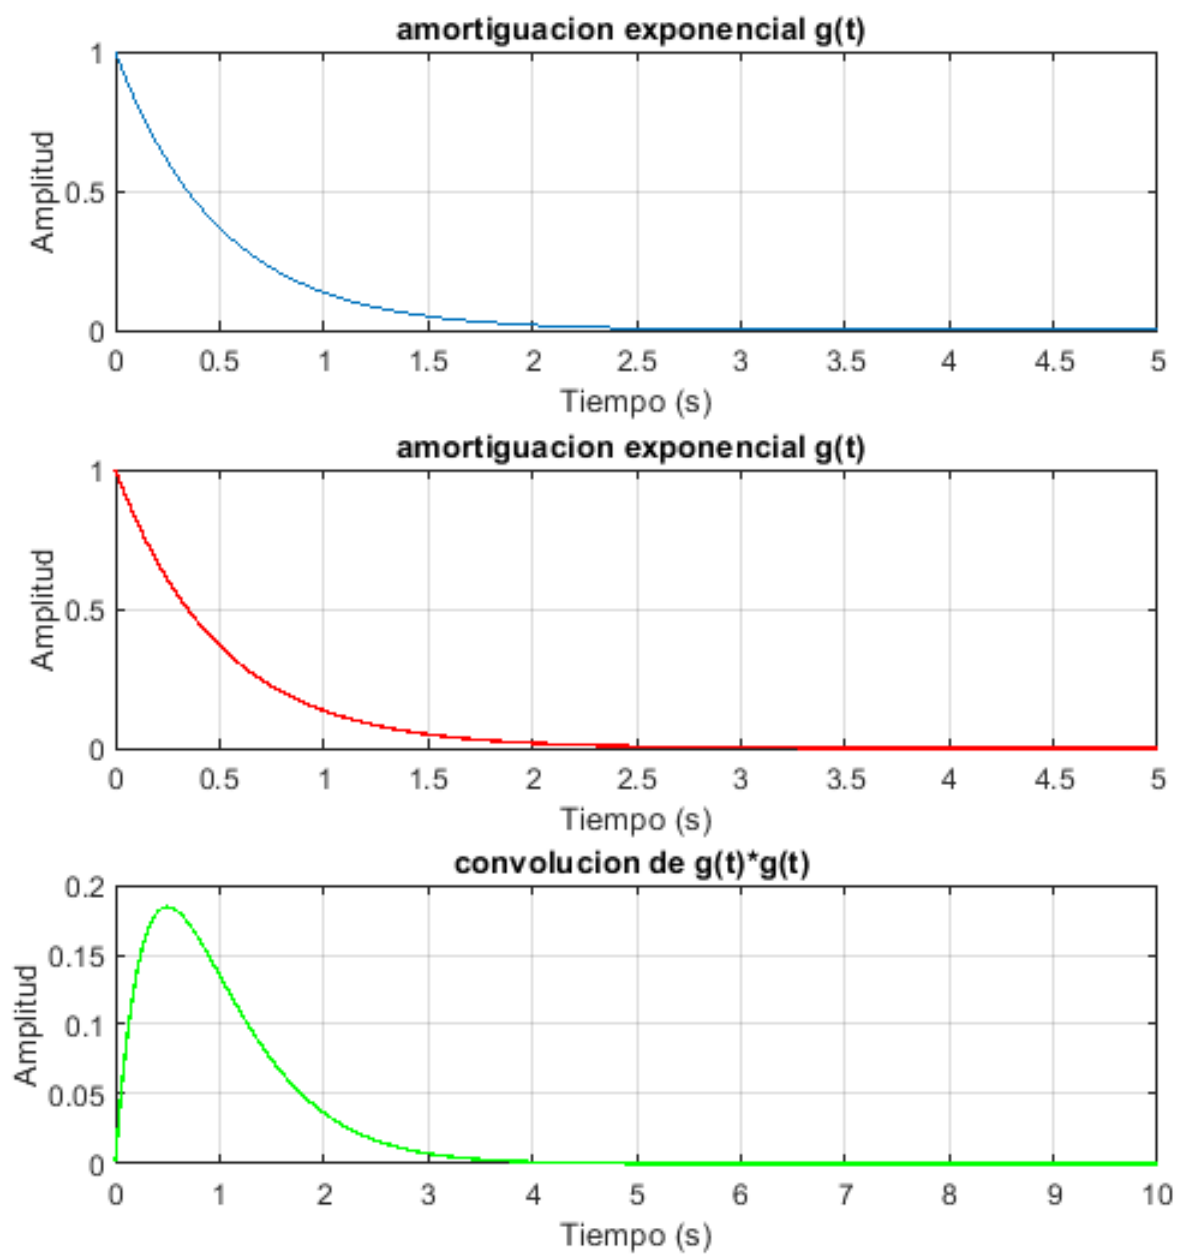 amortiguacion exponencial g(t)
1
0.5
0
Amplitud
0 0.5 1 1.5 2 2.5 3 3.5 4 4.5 5
Tiempo (s)
amortiguacion exponencial g(t)
1
0.5
0
Amplitud
0 0.5 1 1.5 2 2.5 3 3.5 4 4.5 5
Tiempo (s)
convolucion de g(t)*g(t)
0.2
0.15
0.1
0.05
0
Amplitud
0 1 2 3 4 5 6 7 8 9 10
Tiempo (s)